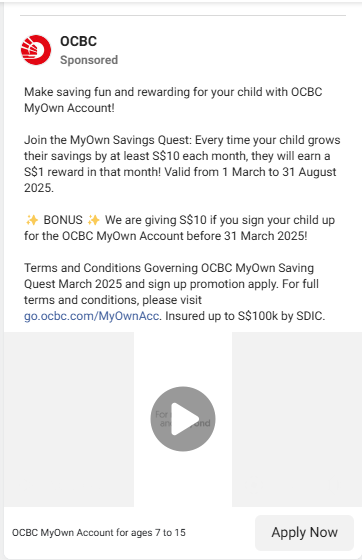 OCBC
Sponsored
Make saving fun and rewarding for your child with OCBC
MyOwn Account!
Join the MyOwn Savings Quest: Every time your child grows
their savings by at least S$10 each month, they will earn a
S$1 reward in that month! Valid from 1 March to 31 August
2025.
✨ BONUS ✨ We are giving S$10 if you sign your child up
for the OCBC MyOwn Account before 31 March 2025!
Terms and Conditions Governing OCBC MyOwn Saving
Quest March 2025 and sign up promotion apply. For full
terms and conditions, please visit
go.ocbc.com/MyOwnAcc. Insured up to S$100k by SDIC.
For
OCBC MyOwn Account for ages 7 to 15
Apply Now